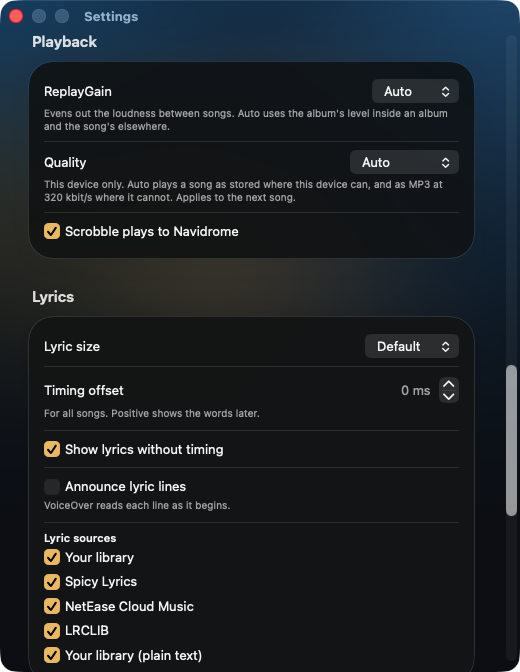 Settings
Playback
ReplayGain
Auto
Evens out the loudness between songs. Auto uses the album's level inside an album
and the song's elsewhere.
Quality
Auto
This device only. Auto plays a song as stored where this device can, and as MP3 at
320 kbit/s where it cannot. Applies to the next song.
Scrobble plays to Navidrome
Lyrics
Lyric size
Default
Timing offset
0 ms
For all songs. Positive shows the words later.
Show lyrics without timing
Announce lyric lines
VoiceOver reads each line as it begins.
Lyric sources
Your library
Spicy Lyrics
NetEase Cloud Music
LRCLIB
Your library (plain text)